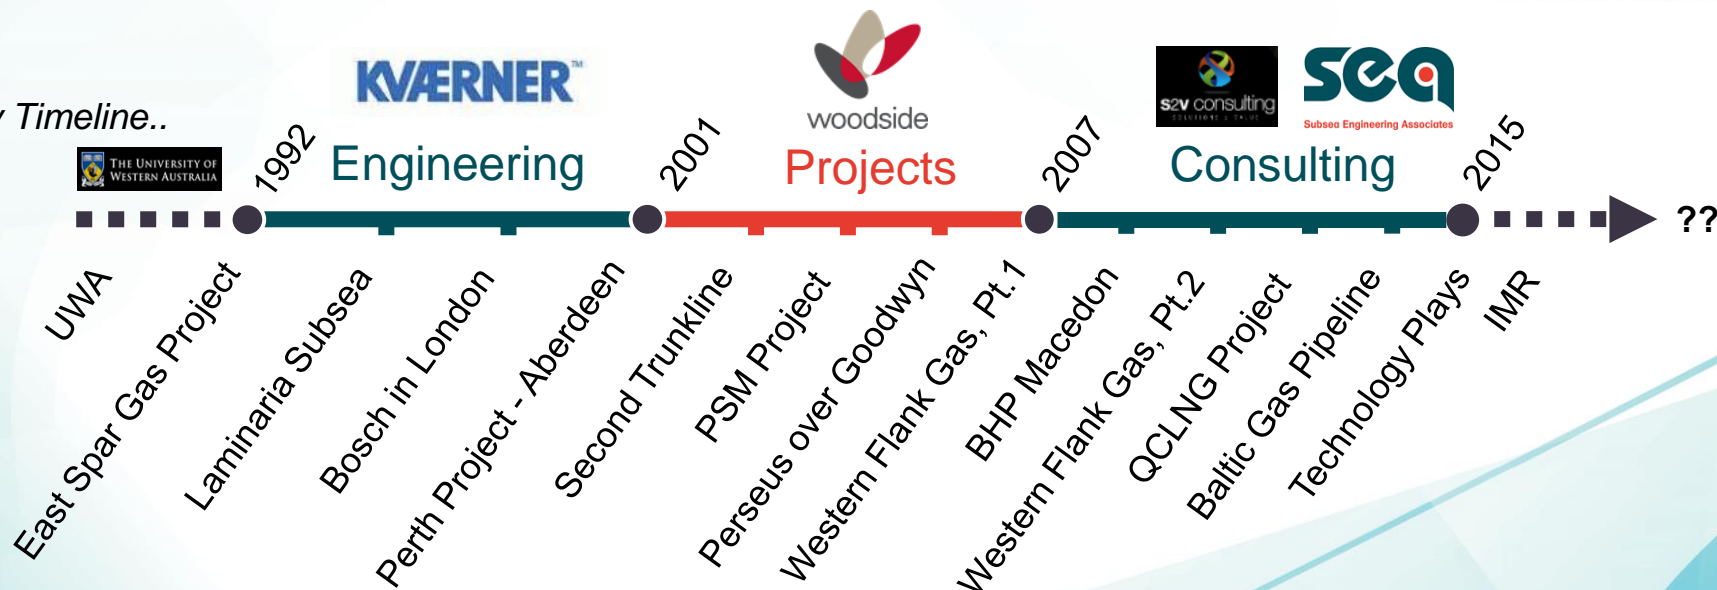 y Timeline..
THE UNIVERSITY OF
WESTERN AUSTRALIA
KVÆRNER™
woodside
s2v consulting
SOLUTIONS & VALUE
sea
Subsea Engineering Associates
1992
Engineering
2001
Projects
2007
Consulting
2015
??
UWA
East Spar Gas Project
Laminaria Subsea
Bosch in London
Perth Project - Aberdeen
Second Trunkline
PSM Project
Perseus over Goodwyn
Western Flank Gas, Pt.1
BHP Macedon
Western Flank Gas, Pt.2
QCLNG Project
Baltic Gas Pipeline
Technology Plays
IMR